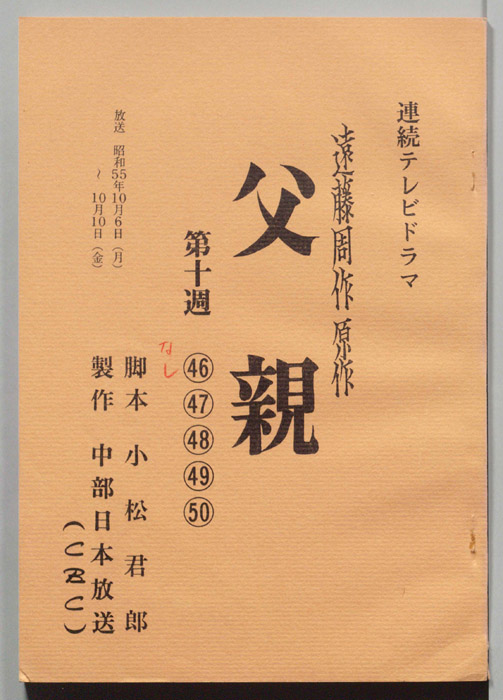 連続テレビドラマ
遠藤周作 原作
父親
第十週 ㊻㊼㊽㊾㊿
なし
脚本 小松君郎
製作 中部日本放送
(CBC)
放送 昭和55年10月6日(月)
~10月10日(金)